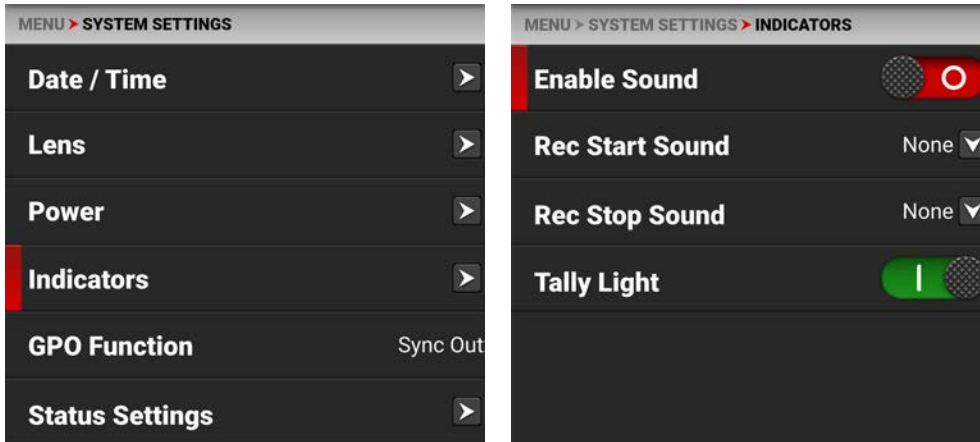 MENU > SYSTEM SETTINGS
Date / Time
Lens
Power
Indicators
GPO Function Sync Out
Status Settings
MENU > SYSTEM SETTINGS > INDICATORS
Enable Sound
Rec Start Sound None
Rec Stop Sound None
Tally Light